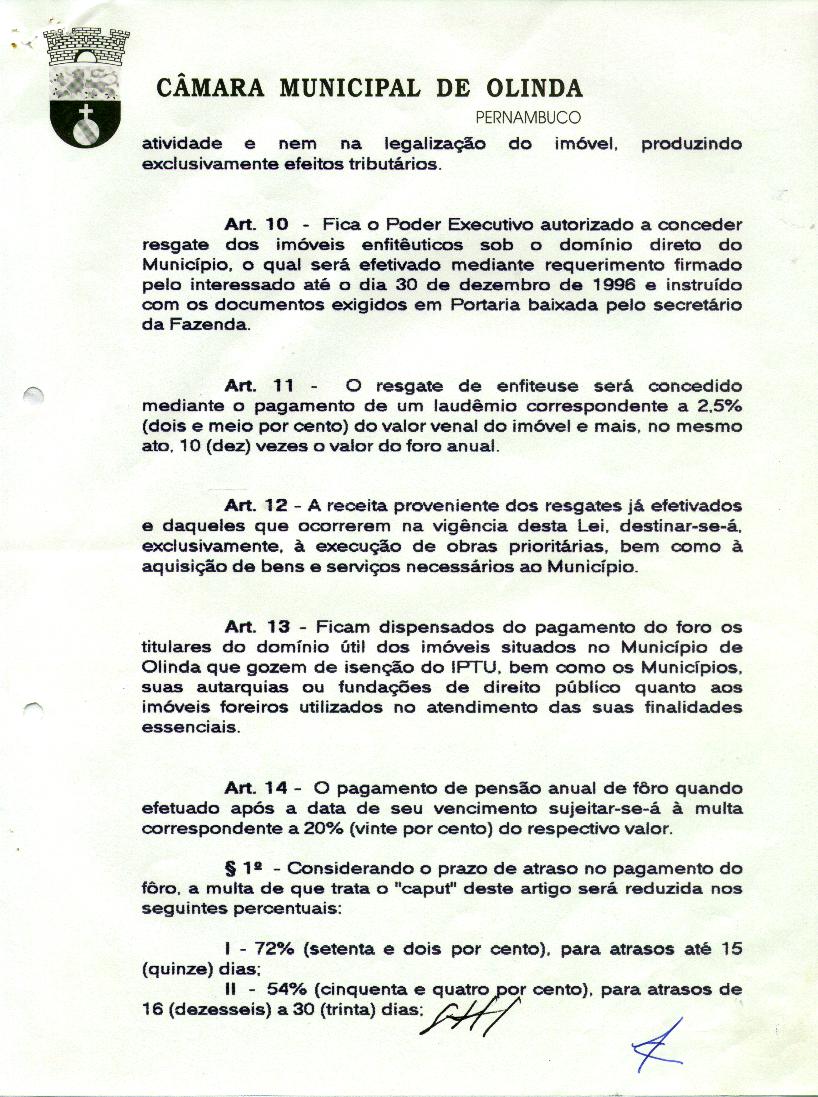 CÂMARA MUNICIPAL DE OLINDA
PERNAMBUCO
atividade e nem na legalização do imóvel, produzindo
exclusivamente efeitos tributários.
Art. 10 - Fica o Poder Executivo autorizado a conceder
resgate dos imóveis enfitêuticos sob o domínio direto do
Município, o qual será efetivado mediante requerimento firmado
pelo interessado até o dia 30 de dezembro de 1996 e instruído
com os documentos exigidos em Portaria baixada pelo secretário
da Fazenda.
Art. 11 - O resgate de enfiteuse será concedido
mediante o pagamento de um laudêmio correspondente a 2,5%
(dois e meio por cento) do valor venal do imóvel e mais, no mesmo
ato, 10 (dez) vezes o valor do foro anual.
Art. 12 - A receita proveniente dos resgates já efetivados
e daqueles que ocorrerem na vigência desta Lei, destinar-se-á,
exclusivamente, à execução de obras prioritárias, bem como à
aquisição de bens e serviços necessários ao Município.
Art. 13 - Ficam dispensados do pagamento do foro os
titulares do domínio útil dos imóveis situados no Município de
Olinda que gozem de isenção do IPTU, bem como os Municípios,
suas autarquias ou fundações de direito público quanto aos
imóveis foreiros utilizados no atendimento das suas finalidades
essenciais.
Art. 14 - O pagamento de pensão anual de fôro quando
efetuado após a data de seu vencimento sujeitar-se-á à multa
correspondente a 20% (vinte por cento) do respectivo valor.
§ 1º - Considerando o prazo de atraso no pagamento do
fôro, a multa de que trata o "caput" deste artigo será reduzida nos
seguintes percentuais:
I - 72% (setenta e dois por cento), para atrasos até 15
(quinze) dias;
II - 54% (cinquenta e quatro por cento), para atrasos de
16 (dezesseis) a 30 (trinta) dias;